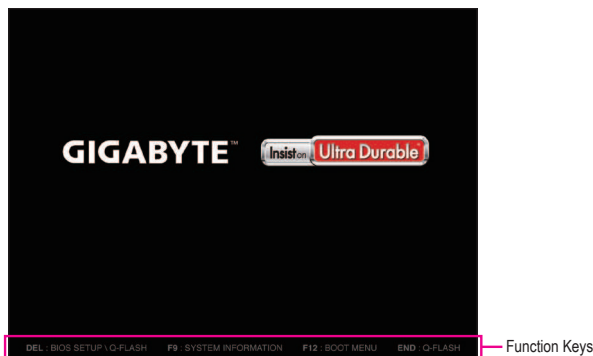 GIGABYTE™
Insist on Ultra Durable™
DEL : BIOS SETUP \ Q-FLASH F9 : SYSTEM INFORMATION F12 : BOOT MENU END : Q-FLASH
Function Keys